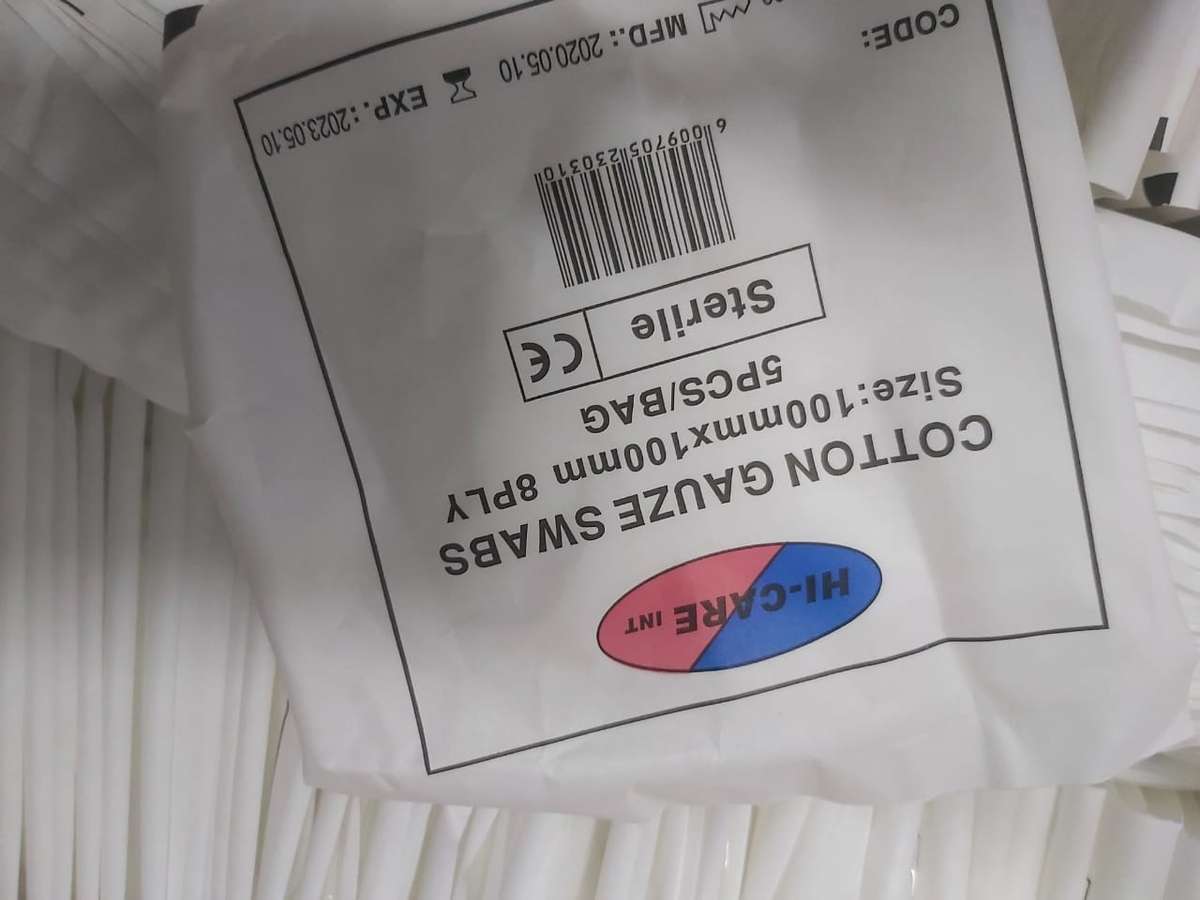 HI-CARE INT
COTTON GAUZE SWABS
Size:100mmx100mm 8PLY
5PCS/BAG
Sterile CE
6 009705 230310
CODE:
MFD.: 2020.05.10
EXP.:2023.05.10